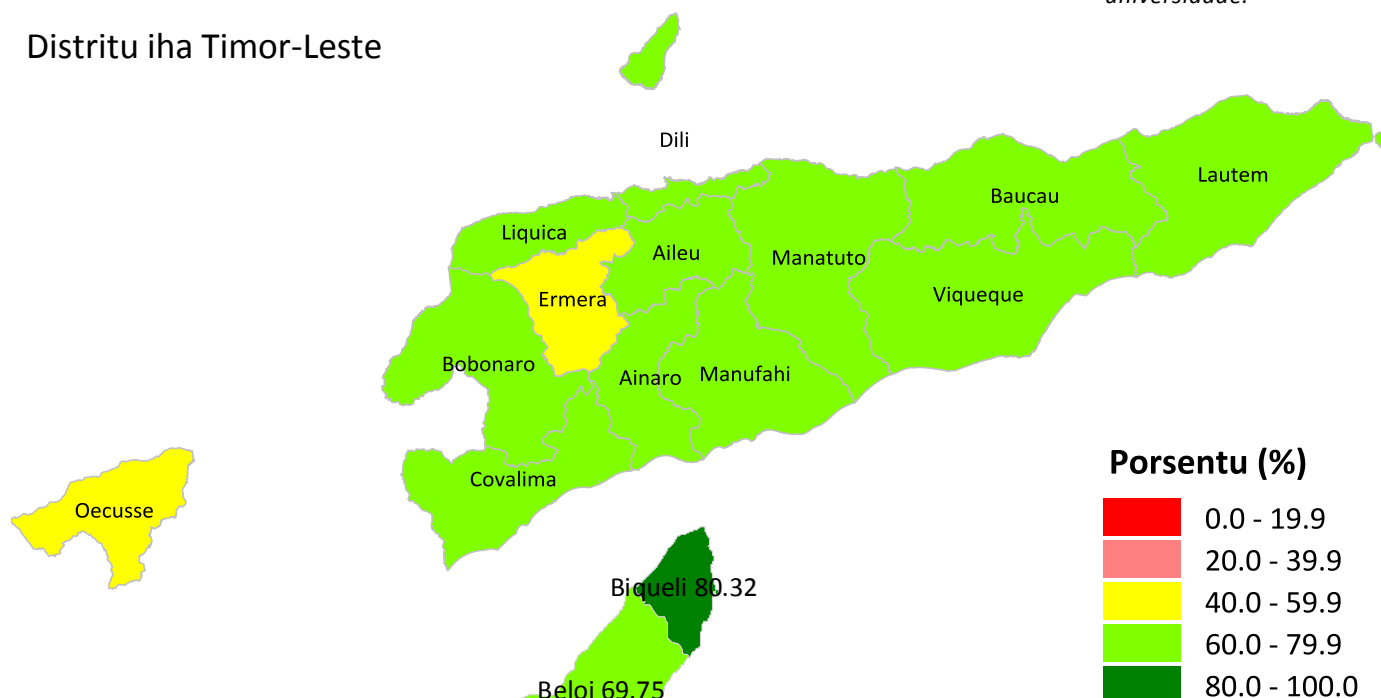 universidade.
Distritu iha Timor-Leste
Dili
Lautem
Baucau
Liquica
Aileu
Manatuto
Ermera
Viqueque
Bobonaro
Ainaro
Manufahi
Covalima
Oecusse
Porsentu (%)
0.0 - 19.9
20.0 - 39.9
40.0 - 59.9
60.0 - 79.9
80.0 - 100.0
Biqueli 80.32
Beloi 69.75